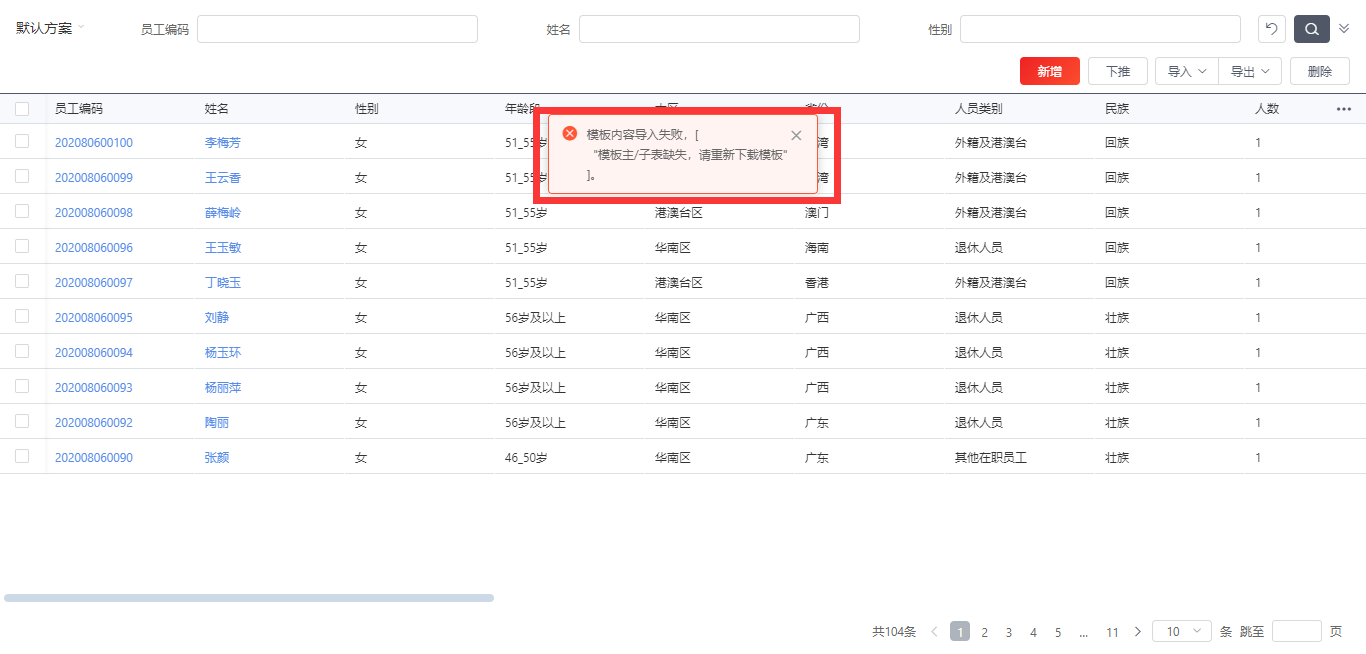 默认方案 员工编码 姓名 性别
新增 下推 导入 导出 删除
员工编码 姓名 性别 年龄段 人员类别 民族 人数
模板内容导入失败，[
"模板主/子表缺失，请重新下载模板"
]。
202080600100 李梅芳 女 51_55岁 湾 外籍及港澳台 回族 1
202008060099 王云香 女 51_55岁 湾 外籍及港澳台 回族 1
202008060098 薛梅岭 女 51_55岁 港澳台区 澳门 外籍及港澳台 回族 1
202008060096 王玉敏 女 51_55岁 华南区 海南 退休人员 回族 1
202008060097 丁晓玉 女 51_55岁 港澳台区 香港 外籍及港澳台 回族 1
202008060095 刘静 女 56岁及以上 华南区 广西 退休人员 壮族 1
202008060094 杨玉环 女 56岁及以上 华南区 广西 退休人员 壮族 1
202008060093 杨丽萍 女 56岁及以上 华南区 广西 退休人员 壮族 1
202008060092 陶丽 女 56岁及以上 华南区 广东 退休人员 壮族 1
202008060090 张颜 女 46_50岁 华南区 广东 其他在职员工 壮族 1
共104条 1 2 3 4 5 ... 11 10 条 跳至 页